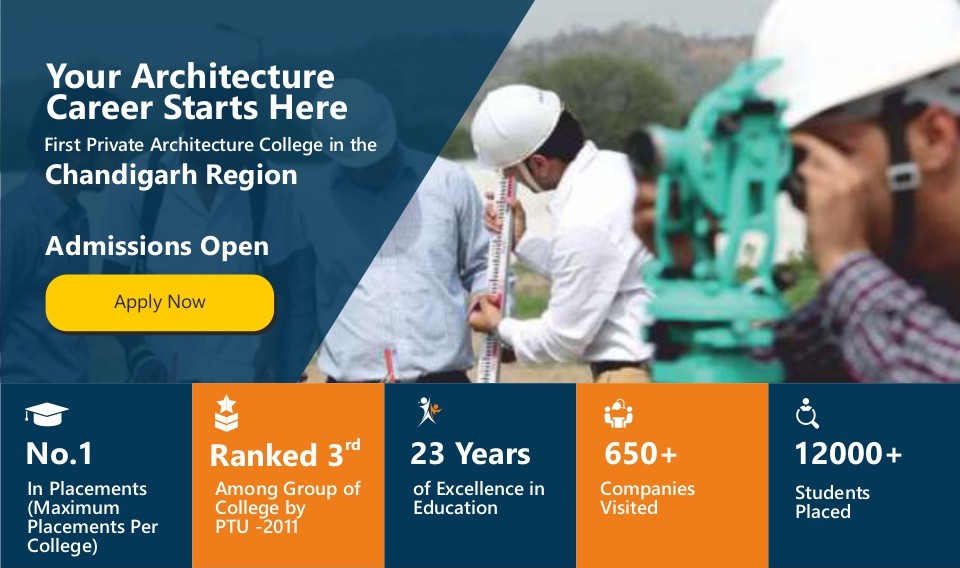 Your Architecture
Career Starts Here
First Private Architecture College in the
Chandigarh Region
Admissions Open
Apply Now
No.1
In Placements
(Maximum
Placements Per
College)
Ranked 3rd
Among Group of
College by
PTU -2011
23 Years
of Excellence in
Education
650+
Companies
Visited
12000+
Students
Placed